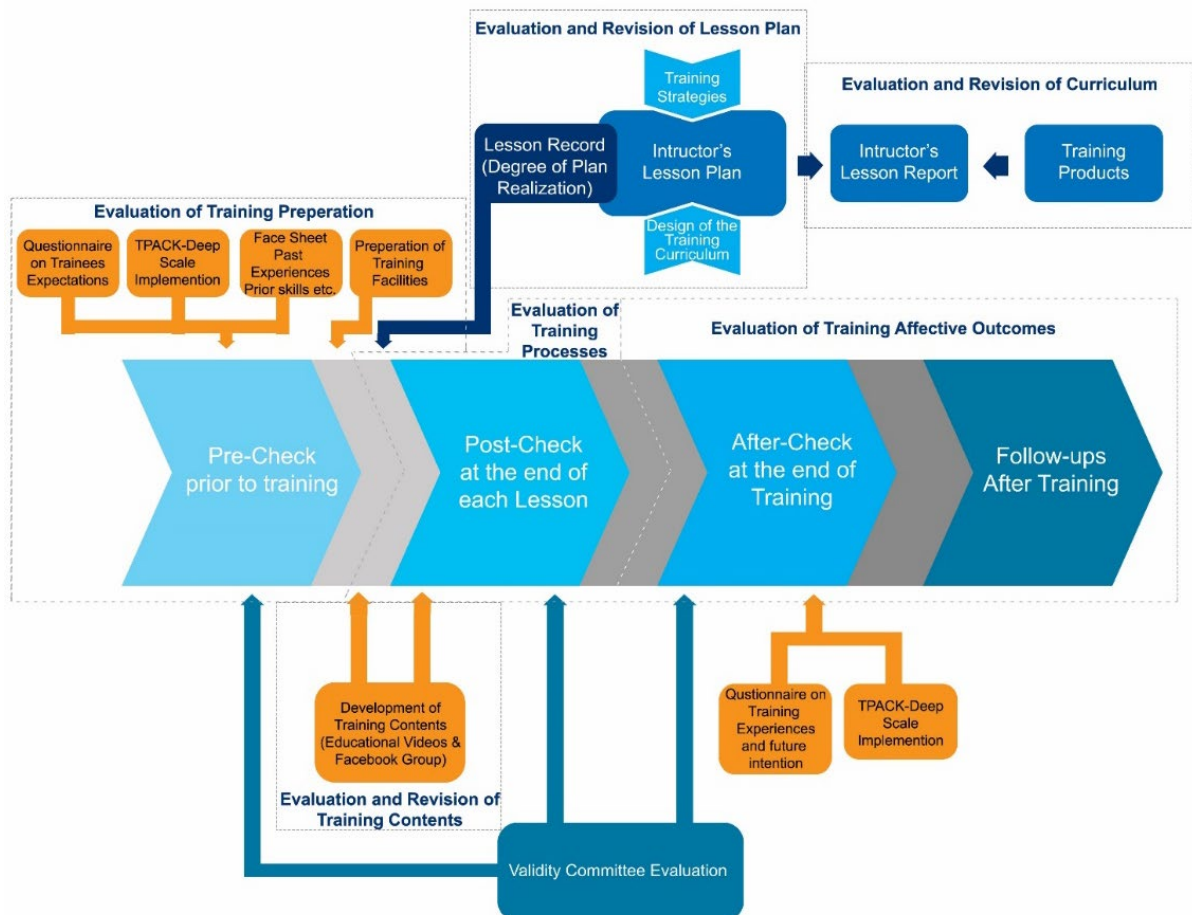 Evaluation and Revision of Lesson Plan
Training
Strategies
Evaluation and Revision of Curriculum
Lesson Record
(Degree of Plan
Realization)
Intructor's
Lesson Plan
Intructor's
Lesson Report
Training
Products
Design of the
Training
Curriculum
Evaluation of Training Preperation
Questionnaire
on Trainees
Expectations
TPACK-Deep
Scale
Implemention
Face Sheet
Past
Experiences
Prior skills etc.
Preperation of
Training
Facilities
Evaluation of
Training
Processes
Evaluation of Training Affective Outcomes
Pre-Check
prior to training
Post-Check
at the end of
each Lesson
After-Check
at the end of
Training
Follow-ups
After Training
Development of
Training Contents
(Educational Videos &
Facebook Group)
Evaluation and Revision of
Training Contents
Qustionnaire on
Training
Experiences
and future
intention
TPACK-Deep
Scale
Implemention
Validity Committee Evaluation